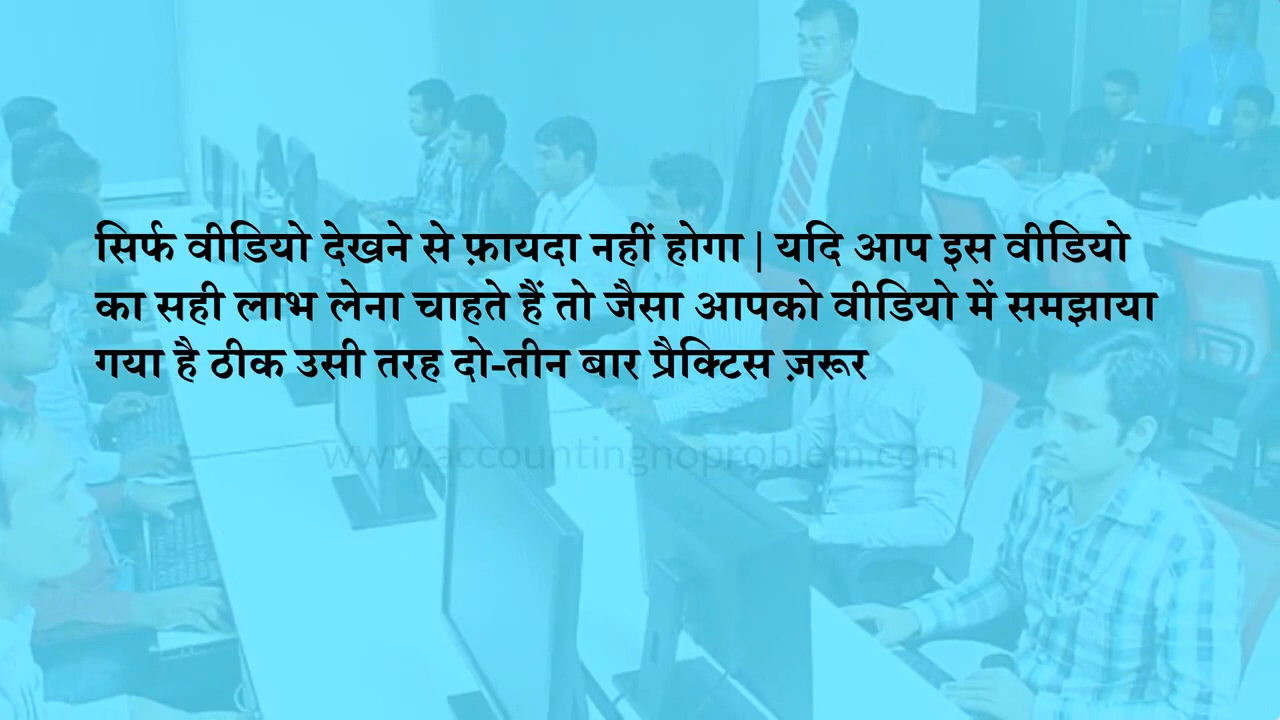 सिर्फ वीडियो देखने से फ़ायदा नहीं होगा | यदि आप इस वीडियो
का सही लाभ लेना चाहते हैं तो जैसा आपको वीडियो में समझाया
गया है ठीक उसी तरह दो-तीन बार प्रैक्टिस ज़रूर
www.accountingnoproblem.com